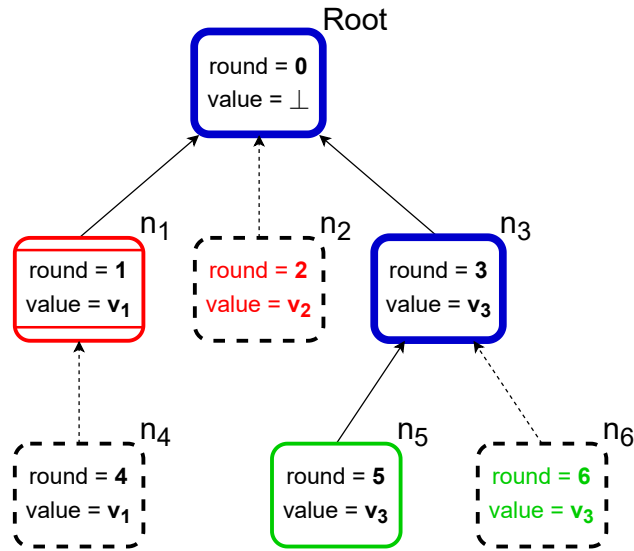 Root
round = 0
value = ⊥
n1
n2
n3
round = 1
value = v1
round = 2
value = v2
round = 3
value = v3
n4
n5
n6
round = 4
value = v1
round = 5
value = v3
round = 6
value = v3